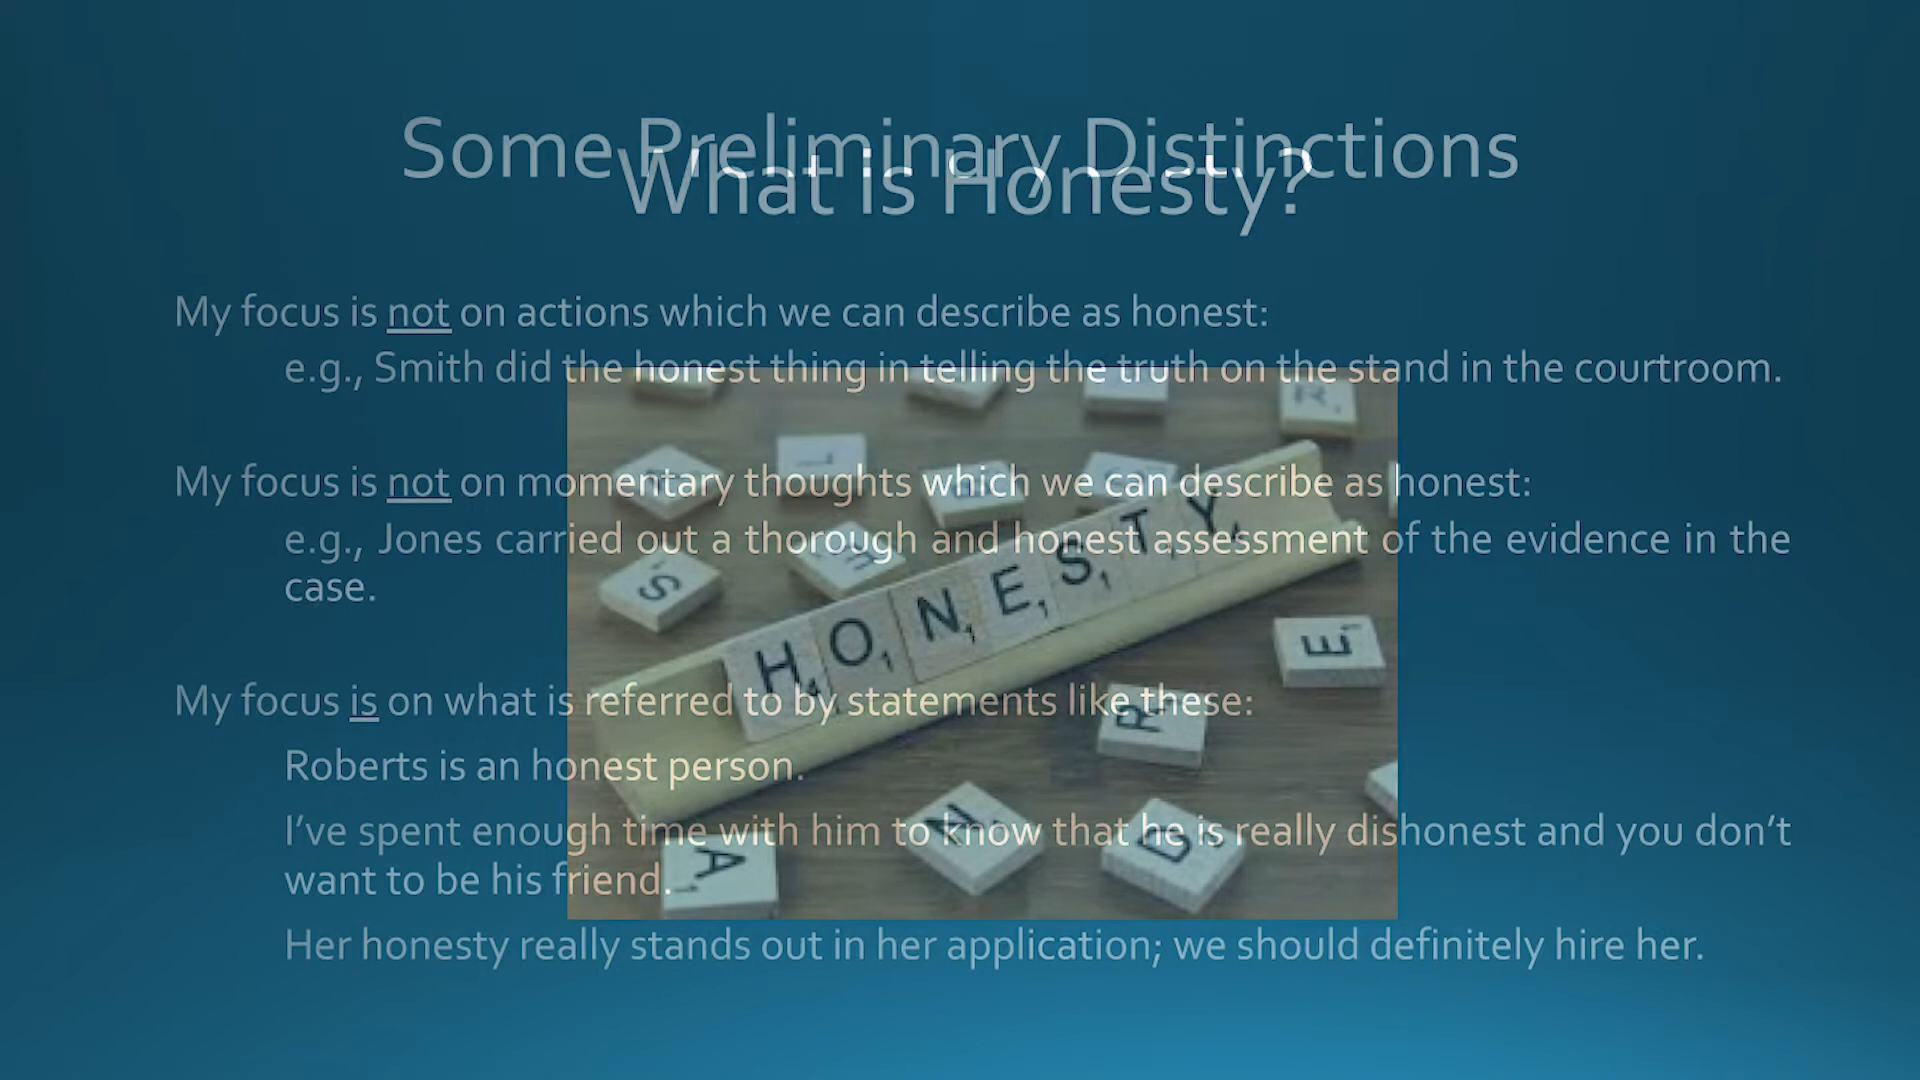 Some Preliminary Distinctions
What is Honesty?
My focus is not on actions which we can describe as honest:
e.g., Smith did the honest thing in telling the truth on the stand in the courtroom.
My focus is not on momentary thoughts which we can describe as honest:
e.g., Jones carried out a thorough and honest assessment of the evidence in the
case.
HONESTY
S
E
R
My focus is on what is referred to by statements like these:
Roberts is an honest person.
I've spent enough time with him to know that he is really dishonest and you don't
want to be his friend.
A
N
D
Her honesty really stands out in her application; we should definitely hire her.